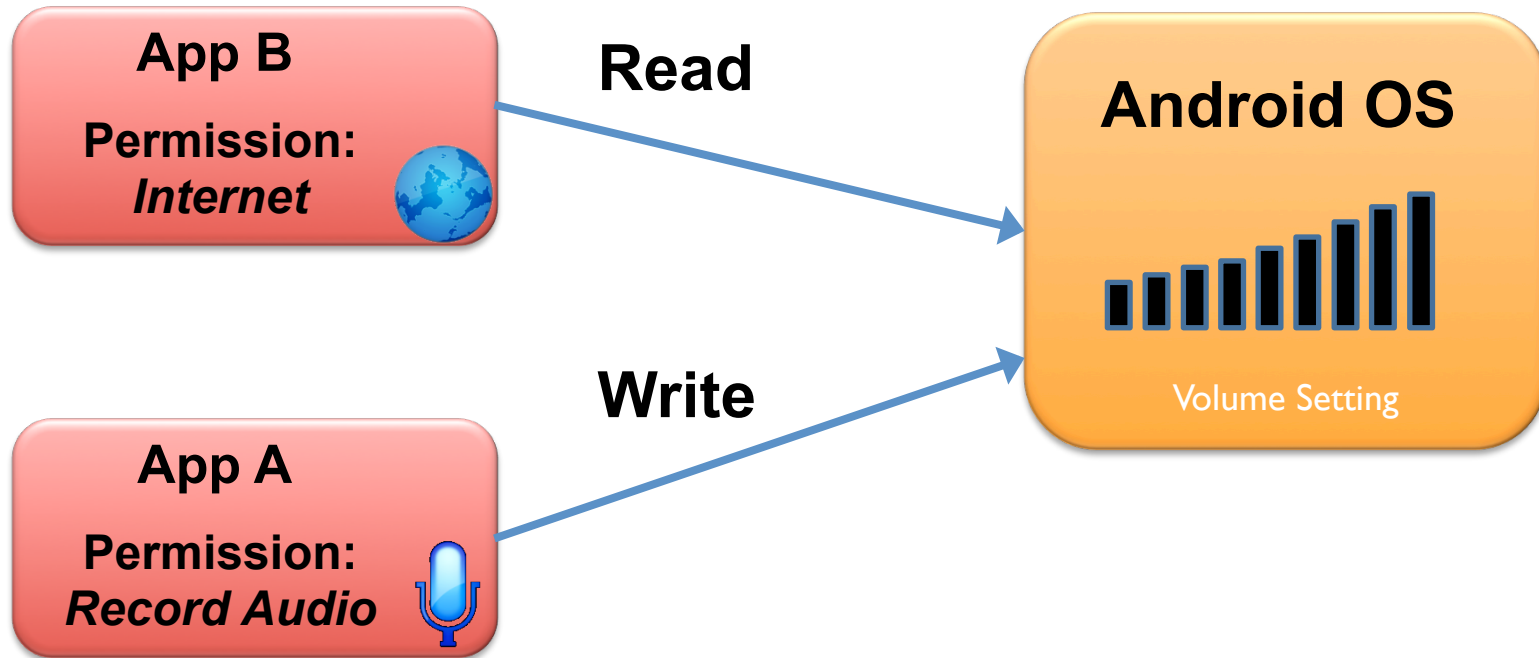 App B
Permission:
Internet
Read
Android OS
Volume Setting
Write
App A
Permission:
Record Audio